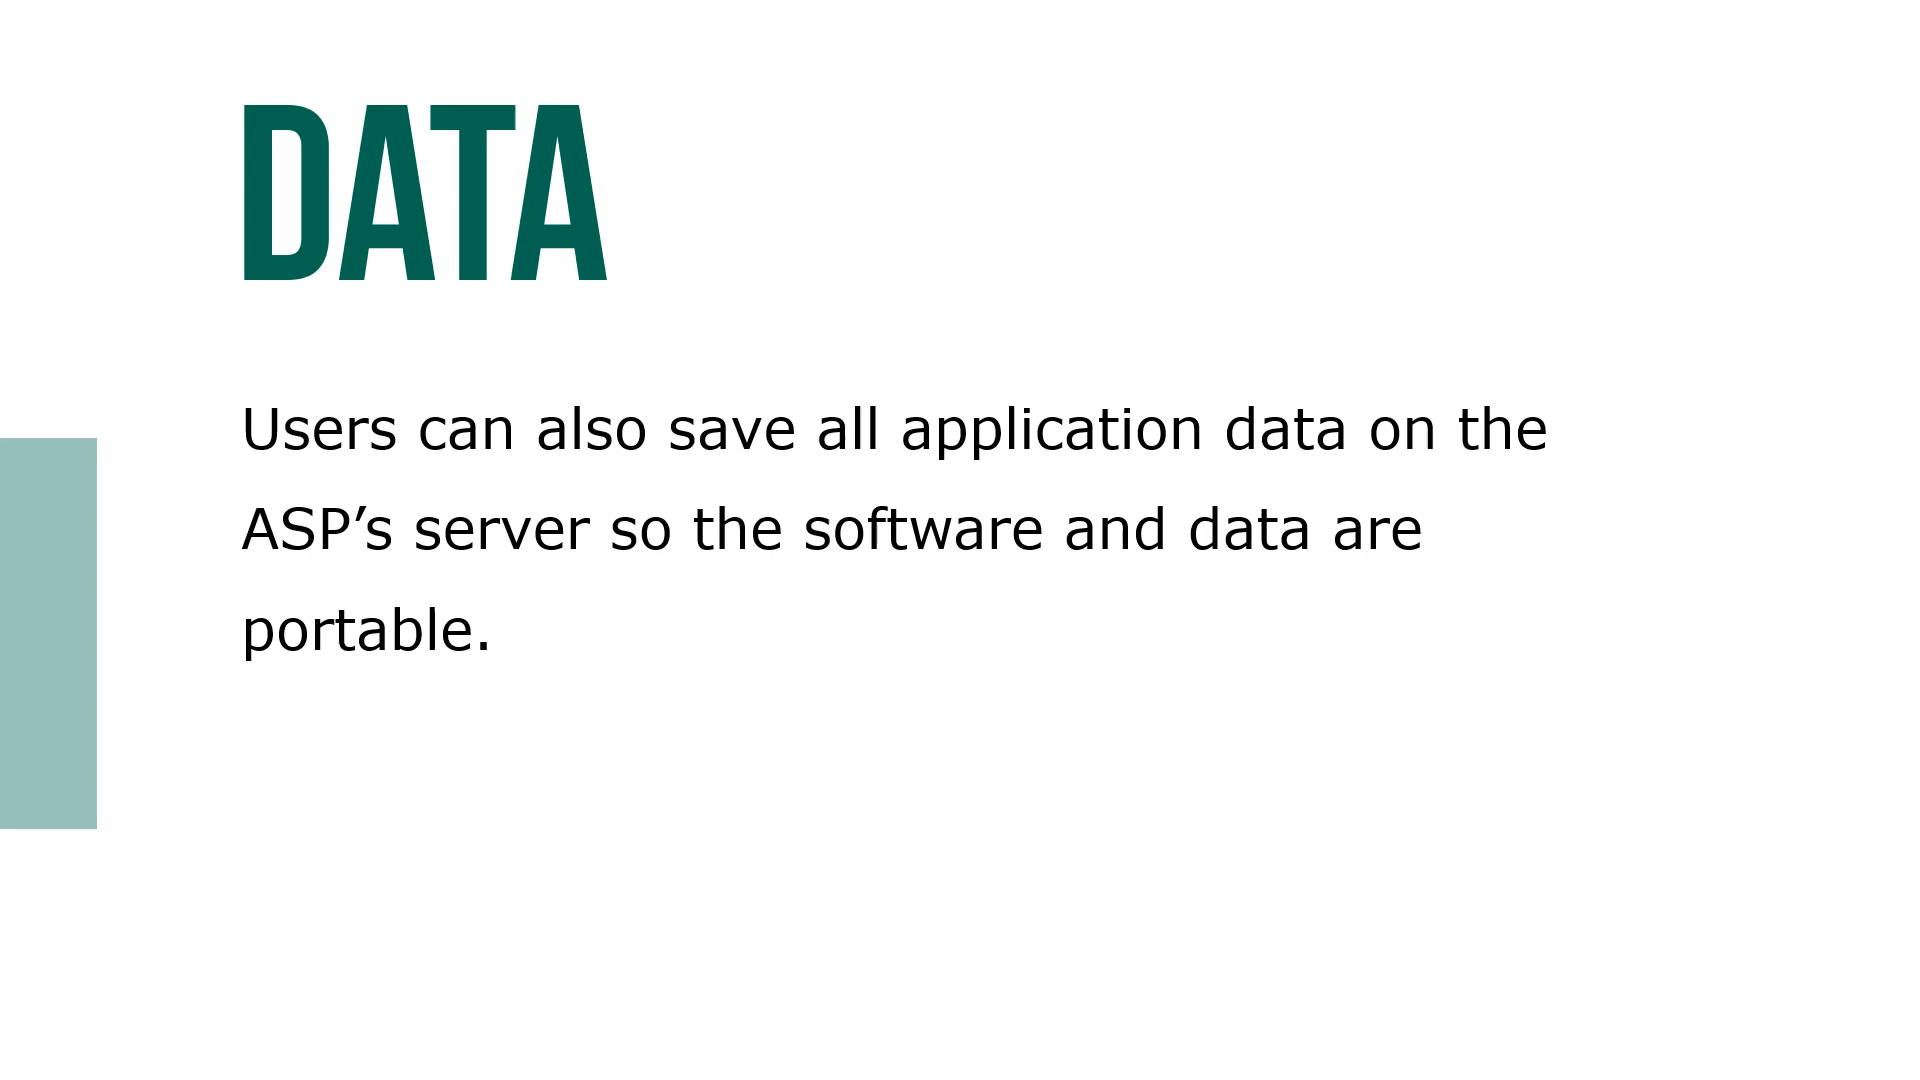 DATA
Users can also save all application data on the
ASP’s server so the software and data are
portable.